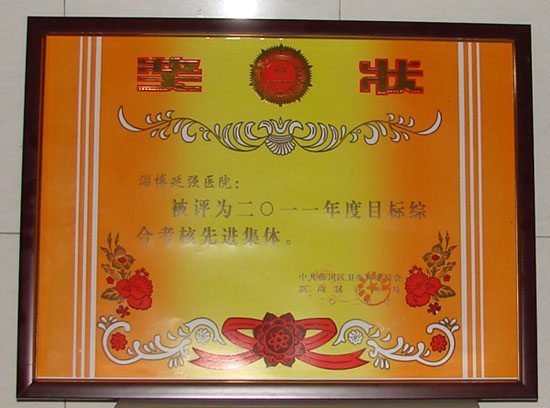 奖 状
淄博廷强医院：
被评为二〇一一年度目标综
合考核先进集体。